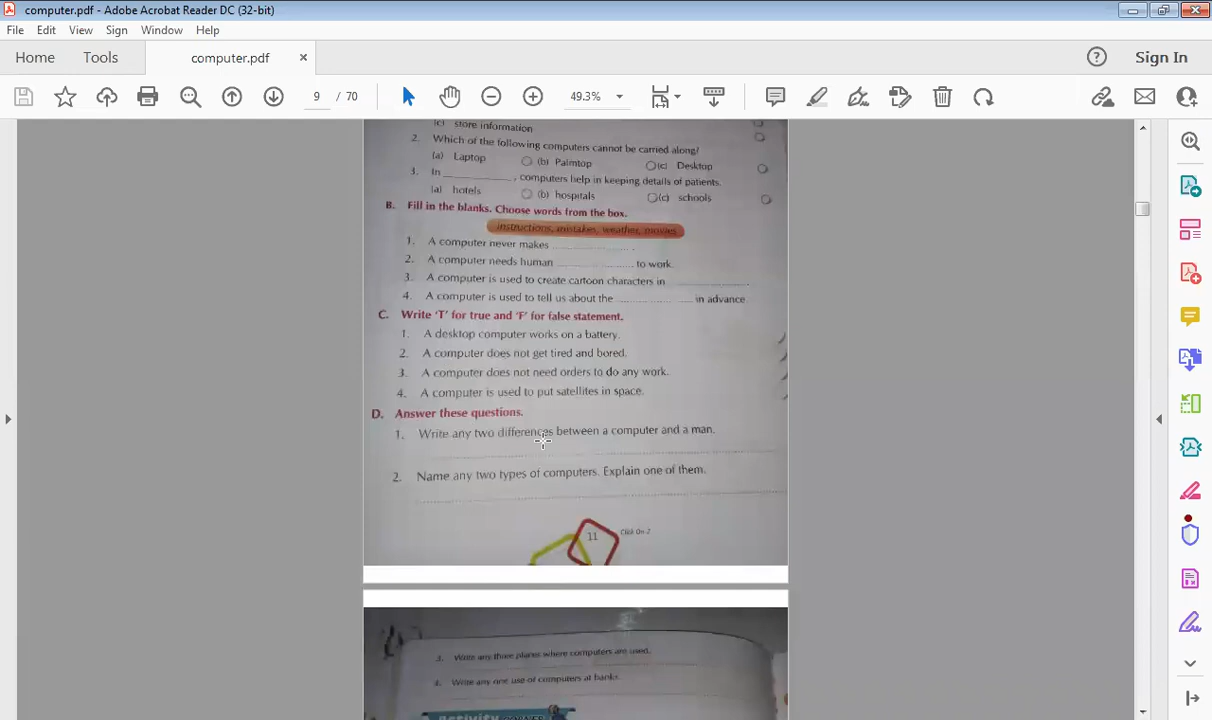 computer.pdf - Adobe Acrobat Reader DC (32-bit)
File Edit View Window Help
Home Tools computer.pdf × ? Sign In
9 / 70 49.3%
(c) store information
2. Which of the following computers cannot be carried along?
(a) Laptop (b) Palmtop (c) Desktop
3. In ____________, computers help in keeping details of patients.
(a) hotels (b) hospitals (c) schools
B. Fill in the blanks. Choose words from the box.
instructions, mistakes, weather, movies
1. A computer never makes .................... .
2. A computer needs human .................... to work.
3. A computer is used to create cartoon characters in ....................
4. A computer is used to tell us about the .................... in advance
C. Write 'T' for true and 'F' for false statement.
1. A desktop computer works on a battery.
2. A computer does not get tired and bored.
3. A computer does not need orders to do any work.
4. A computer is used to put satellites in space.
D. Answer these questions.
1. Write any two differences between a computer and a man.
2. Name any two types of computers. Explain one of them.
11 Click On-2
3. Write any three places where computers are used.
4. Write any one use of computers at banks.
Activity CORNER